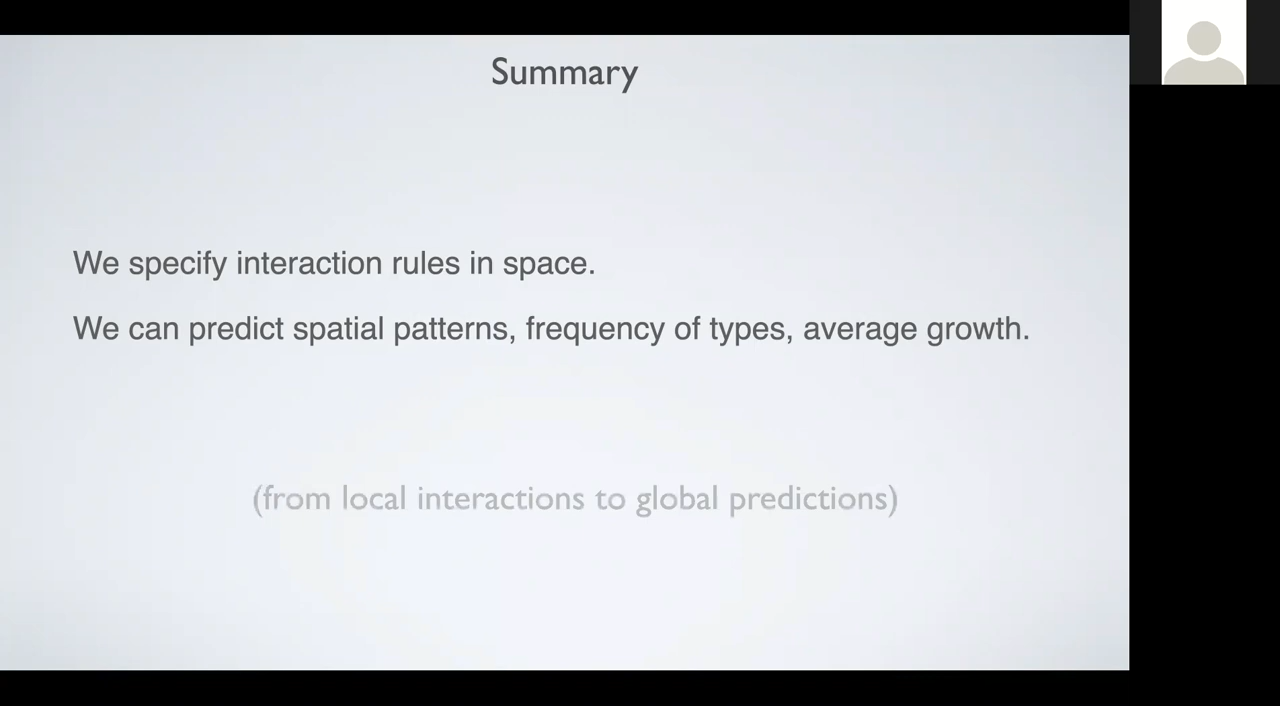 Summary
We specify interaction rules in space.
We can predict spatial patterns, frequency of types, average growth.
(from local interactions to global predictions)